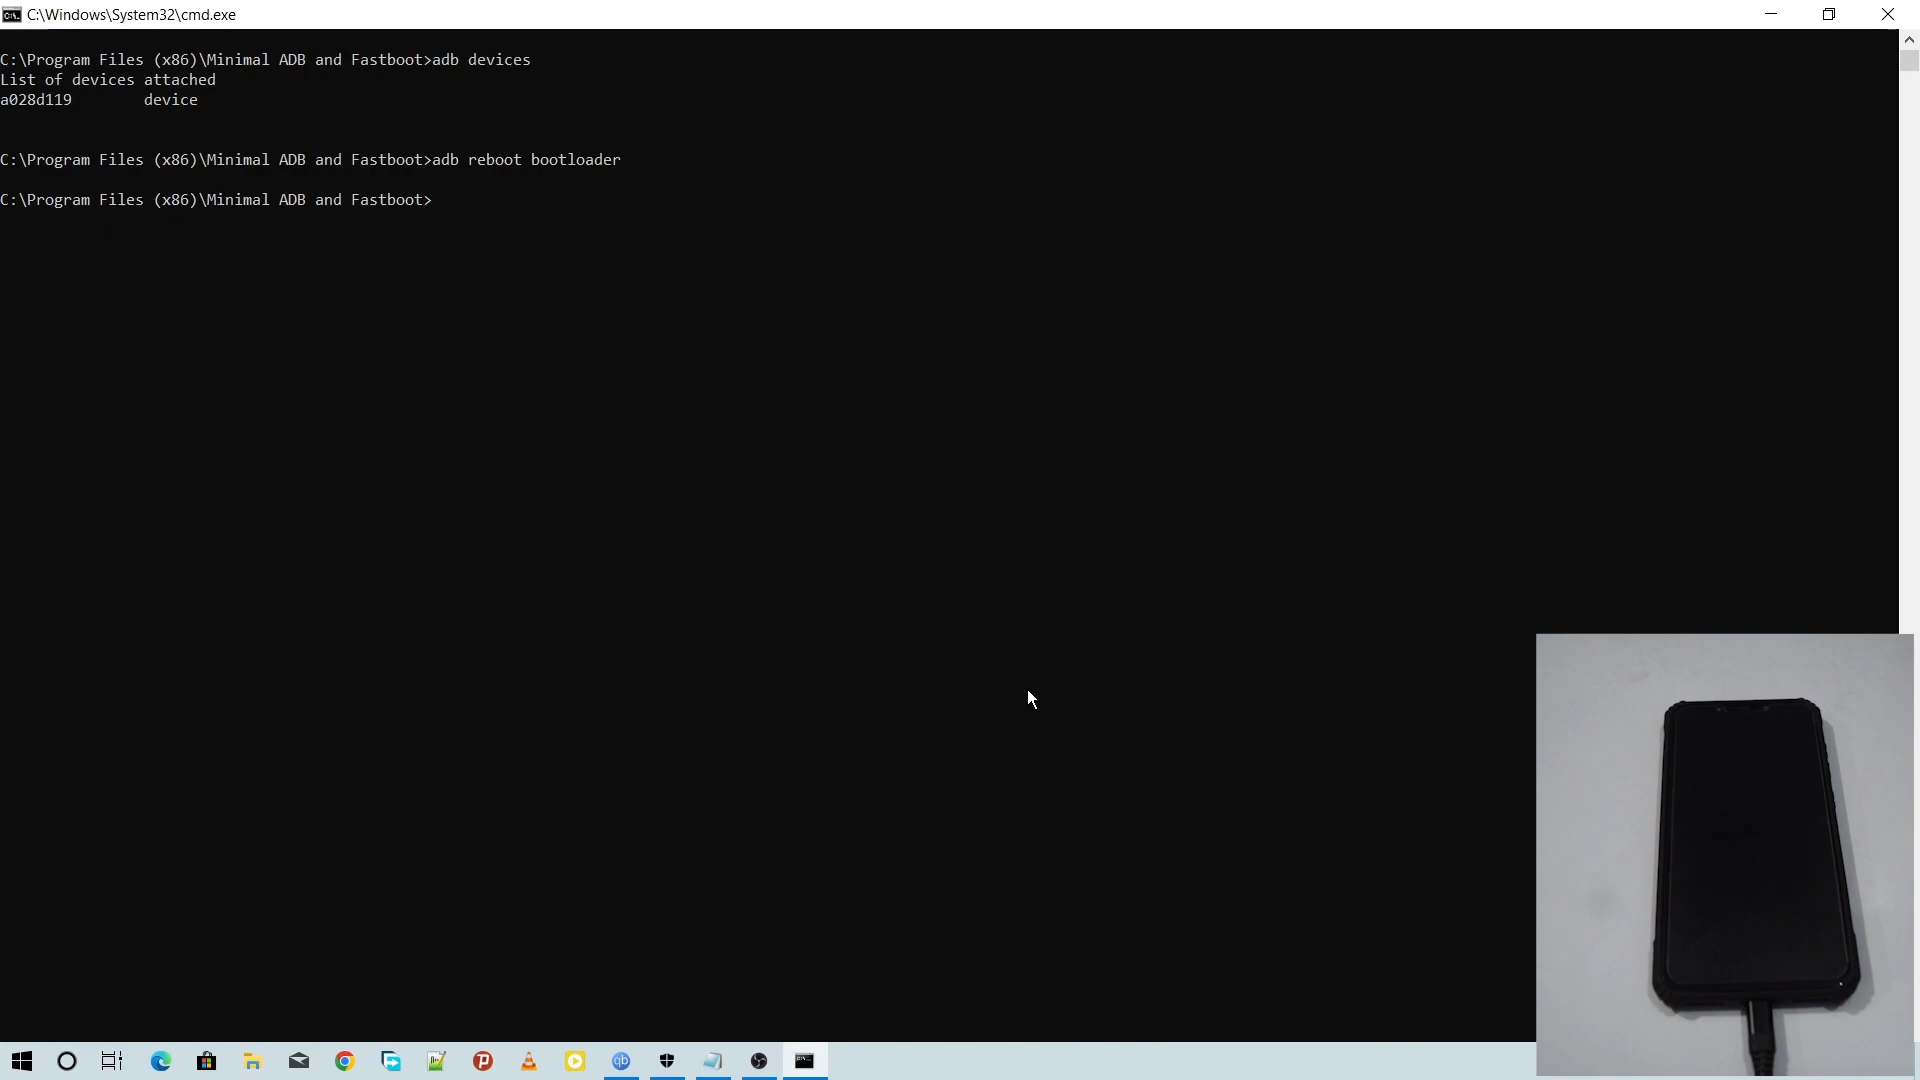 C:\Windows\System32\cmd.exe
C:\Program Files (x86)\Minimal ADB and Fastboot>adb devices
List of devices attached
a028d119        device
C:\Program Files (x86)\Minimal ADB and Fastboot>adb reboot bootloader
C:\Program Files (x86)\Minimal ADB and Fastboot>
qb